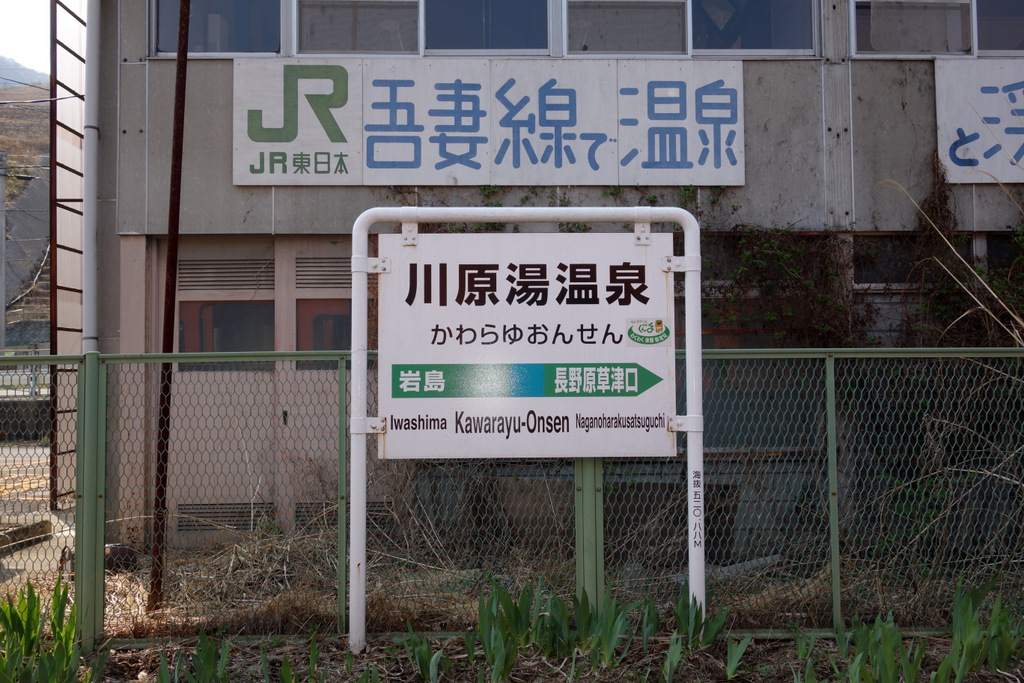 JR 吾妻線で温泉
JR東日本
と渓
川原湯温泉
かわらゆおんせん
岩島 長野原草津口
Iwashima Kawarayu-Onsen Naganoharakusatsuguchi
海抜 五二〇・八八M